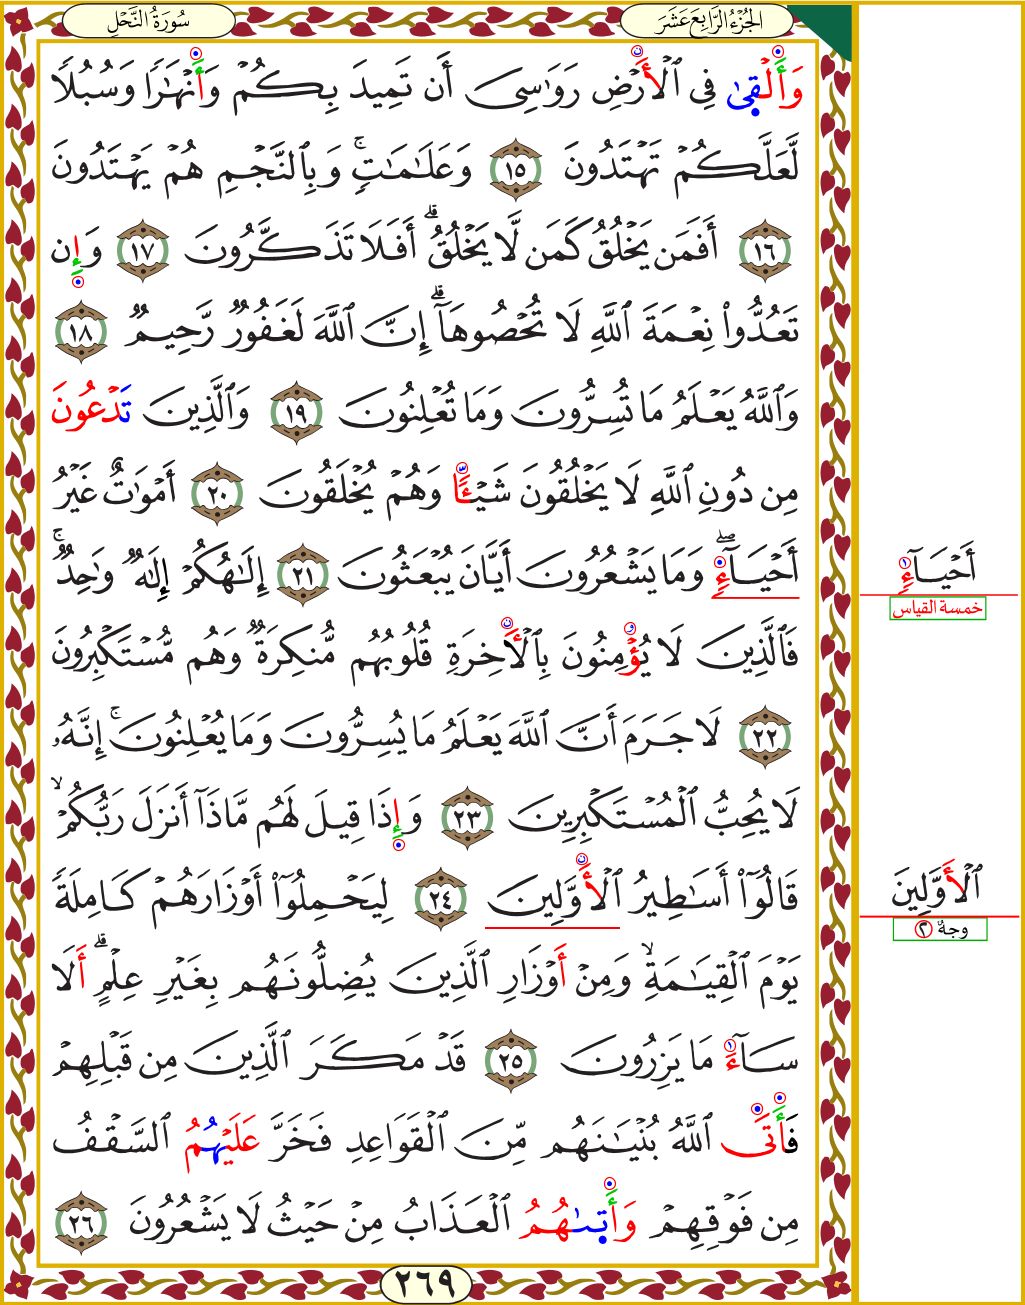 الجُزْءُ الرَّابِعَ عَشَرَ
سُورَةُ النَّحْلِ
وَأَلْقٜىٰ فِي ٱلْأَرْضِ رَوَٰسِيَ أَن تَمِيدَ بِكُمْ وَأَنْهَٰرًا وَسُبُلًا
لَّعَلَّكُمْ تَهْتَدُونَ ١٥ وَعَلَٰمَٰتٍۚ وَبِٱلنَّجْمِ هُمْ يَهْتَدُونَ
١٦ أَفَمَن يَخْلُقُ كَمَن لَّا يَخْلُقُۗ أَفَلَا تَذَكَّرُونَ ١٧ وَإِن
تَعُدُّوا۟ نِعْمَةَ ٱللَّهِ لَا تُحْصُوهَآۗ إِنَّ ٱللَّهَ لَغَفُورٌ رَّحِيمٌ ١٨
وَٱللَّهُ يَعْلَمُ مَا تُسِرُّونَ وَمَا تُعْلِنُونَ ١٩ وَٱلَّذِينَ تَدْعُونَ
مِن دُونِ ٱللَّهِ لَا يَخْلُقُونَ شَيْـًٔا وَهُمْ يُخْلَقُونَ ٢٠ أَمْوَٰتٌ غَيْرُ
أَحْيَآءٍۖ وَمَا يَشْعُرُونَ أَيَّانَ يُبْعَثُونَ ٢١ إِلَٰهُكُمْ إِلَٰهٌ وَٰحِدٌۚ
فَٱلَّذِينَ لَا يُؤْمِنُونَ بِٱلْأَخِرَةِ قُلُوبُهُم مُّنكِرَةٌ وَهُم مُّسْتَكْبِرُونَ
٢٢ لَا جَرَمَ أَنَّ ٱللَّهَ يَعْلَمُ مَا يُسِرُّونَ وَمَا يُعْلِنُونَۚ إِنَّهُۥ
لَا يُحِبُّ ٱلْمُسْتَكْبِرِينَ ٢٣ وَإِذَا قِيلَ لَهُم مَّاذَآ أَنزَلَ رَبُّكُمْۙ
قَالُوٓا۟ أَسَٰطِيرُ ٱلْأَوَّلِينَ ٢٤ لِيَحْمِلُوٓا۟ أَوْزَارَهُمْ كَامِلَةً
يَوْمَ ٱلْقِيَٰمَةِۙ وَمِنْ أَوْزَارِ ٱلَّذِينَ يُضِلُّونَهُم بِغَيْرِ عِلْمٍۗ أَلَا
سَآءَ مَا يَزِرُونَ ٢٥ قَدْ مَكَرَ ٱلَّذِينَ مِن قَبْلِهِمْ
فَأَتَى ٱللَّهُ بُنْيَٰنَهُم مِّنَ ٱلْقَوَاعِدِ فَخَرَّ عَلَيْهُمُ ٱلسَّقْفُ
مِن فَوْقِهِمْ وَأَتٜىٰهُمُ ٱلْعَذَابُ مِنْ حَيْثُ لَا يَشْعُرُونَ ٢٦
٢٦٩
أَحْيَآءٍ
خمسة القياس
ٱلْأَوَّلِينَ
وجهٌ ٢